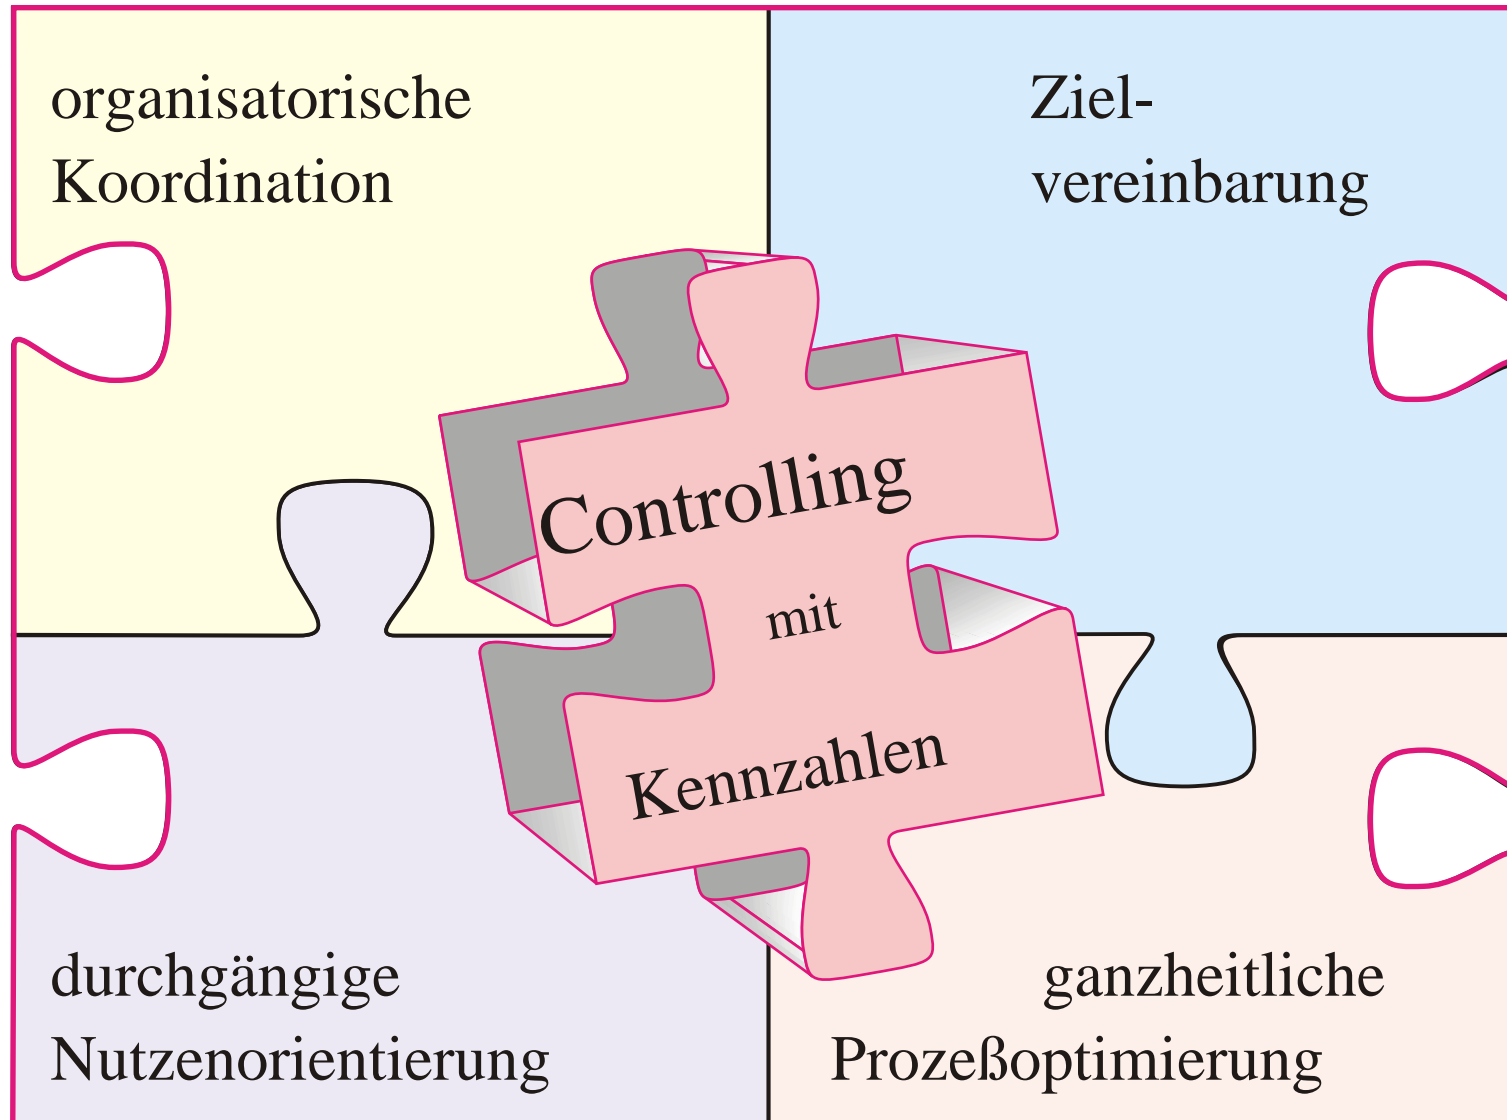 organisatorische
Koordination
Ziel-
vereinbarung
Controlling
mit
Kennzahlen
durchgängige
Nutzenorientierung
ganzheitliche
Prozeßoptimierung